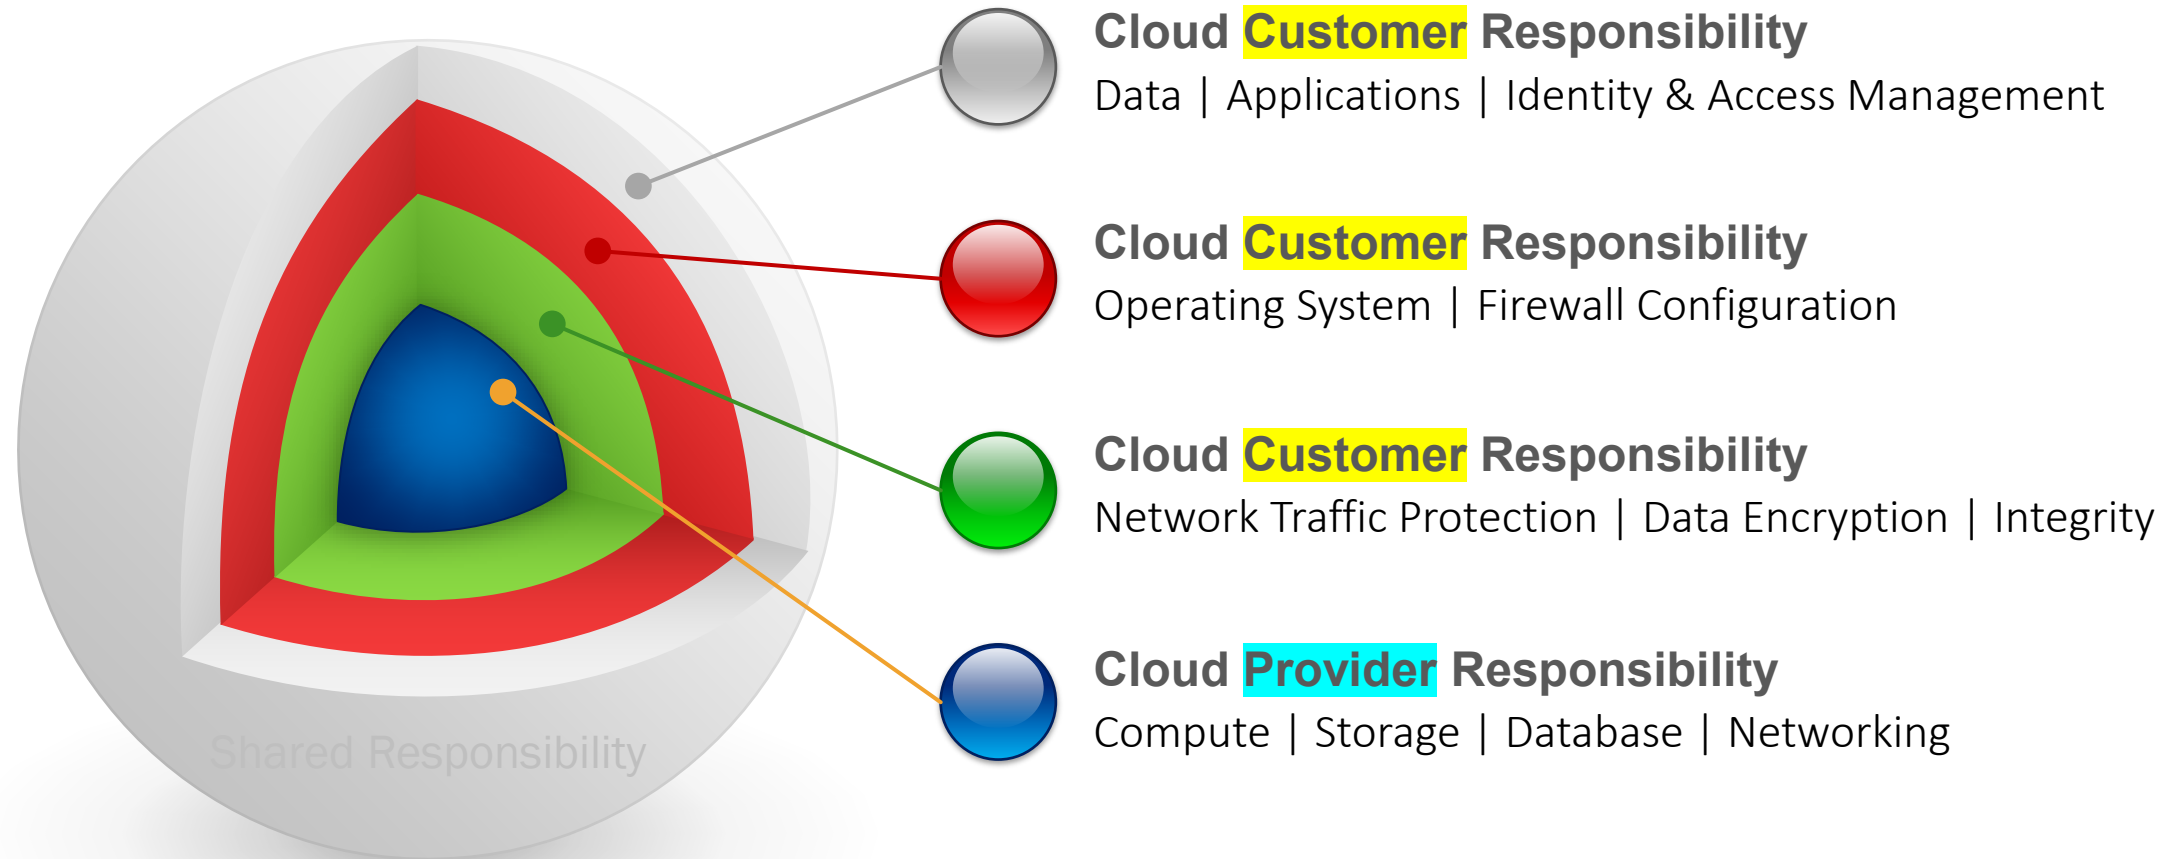 Cloud Customer Responsibility
Data | Applications | Identity & Access Management
Cloud Customer Responsibility
Operating System | Firewall Configuration
Cloud Customer Responsibility
Network Traffic Protection | Data Encryption | Integrity
Cloud Provider Responsibility
Compute | Storage | Database | Networking
Shared Responsibility